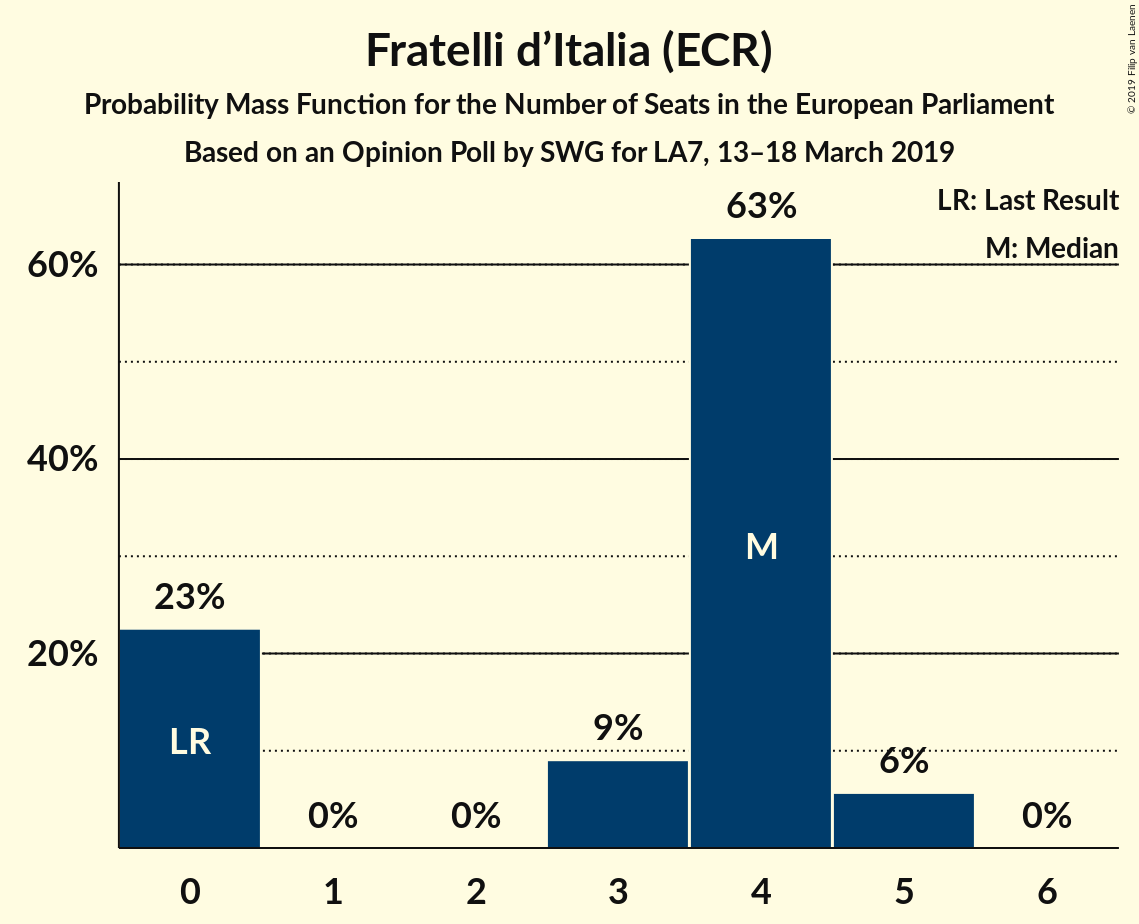 Fratelli d’Italia (ECR)
Probability Mass Function for the Number of Seats in the European Parliament
Based on an Opinion Poll by SWG for LA7, 13–18 March 2019
© 2019 Filip van Laenen
LR: Last Result
M: Median
63%
60%
40%
M
23%
20%
LR
9%
6%
0%
0%
0%
0 1 2 3 4 5 6